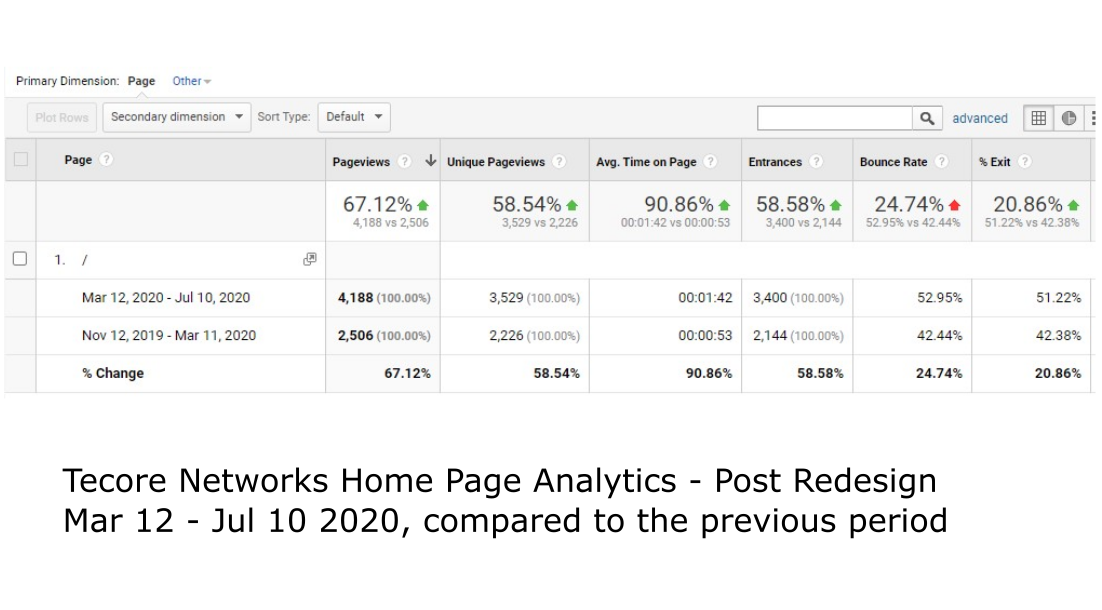 Primary Dimension: Page Other
Plot Rows Secondary dimension Sort Type: Default advanced
Page ? Pageviews ? Unique Pageviews ? Avg. Time on Page ? Entrances ? Bounce Rate ? % Exit ?
67.12% 58.54% 90.86% 58.58% 24.74% 20.86%
4,188 vs 2,506 3,529 vs 2,226 00:01:42 vs 00:00:53 3,400 vs 2,144 52.95% vs 42.44% 51.22% vs 42.38%
1. /
Mar 12, 2020 - Jul 10, 2020 4,188 (100.00%) 3,529 (100.00%) 00:01:42 3,400 (100.00%) 52.95% 51.22%
Nov 12, 2019 - Mar 11, 2020 2,506 (100.00%) 2,226 (100.00%) 00:00:53 2,144 (100.00%) 42.44% 42.38%
% Change 67.12% 58.54% 90.86% 58.58% 24.74% 20.86%
Tecore Networks Home Page Analytics - Post Redesign
Mar 12 - Jul 10 2020, compared to the previous period